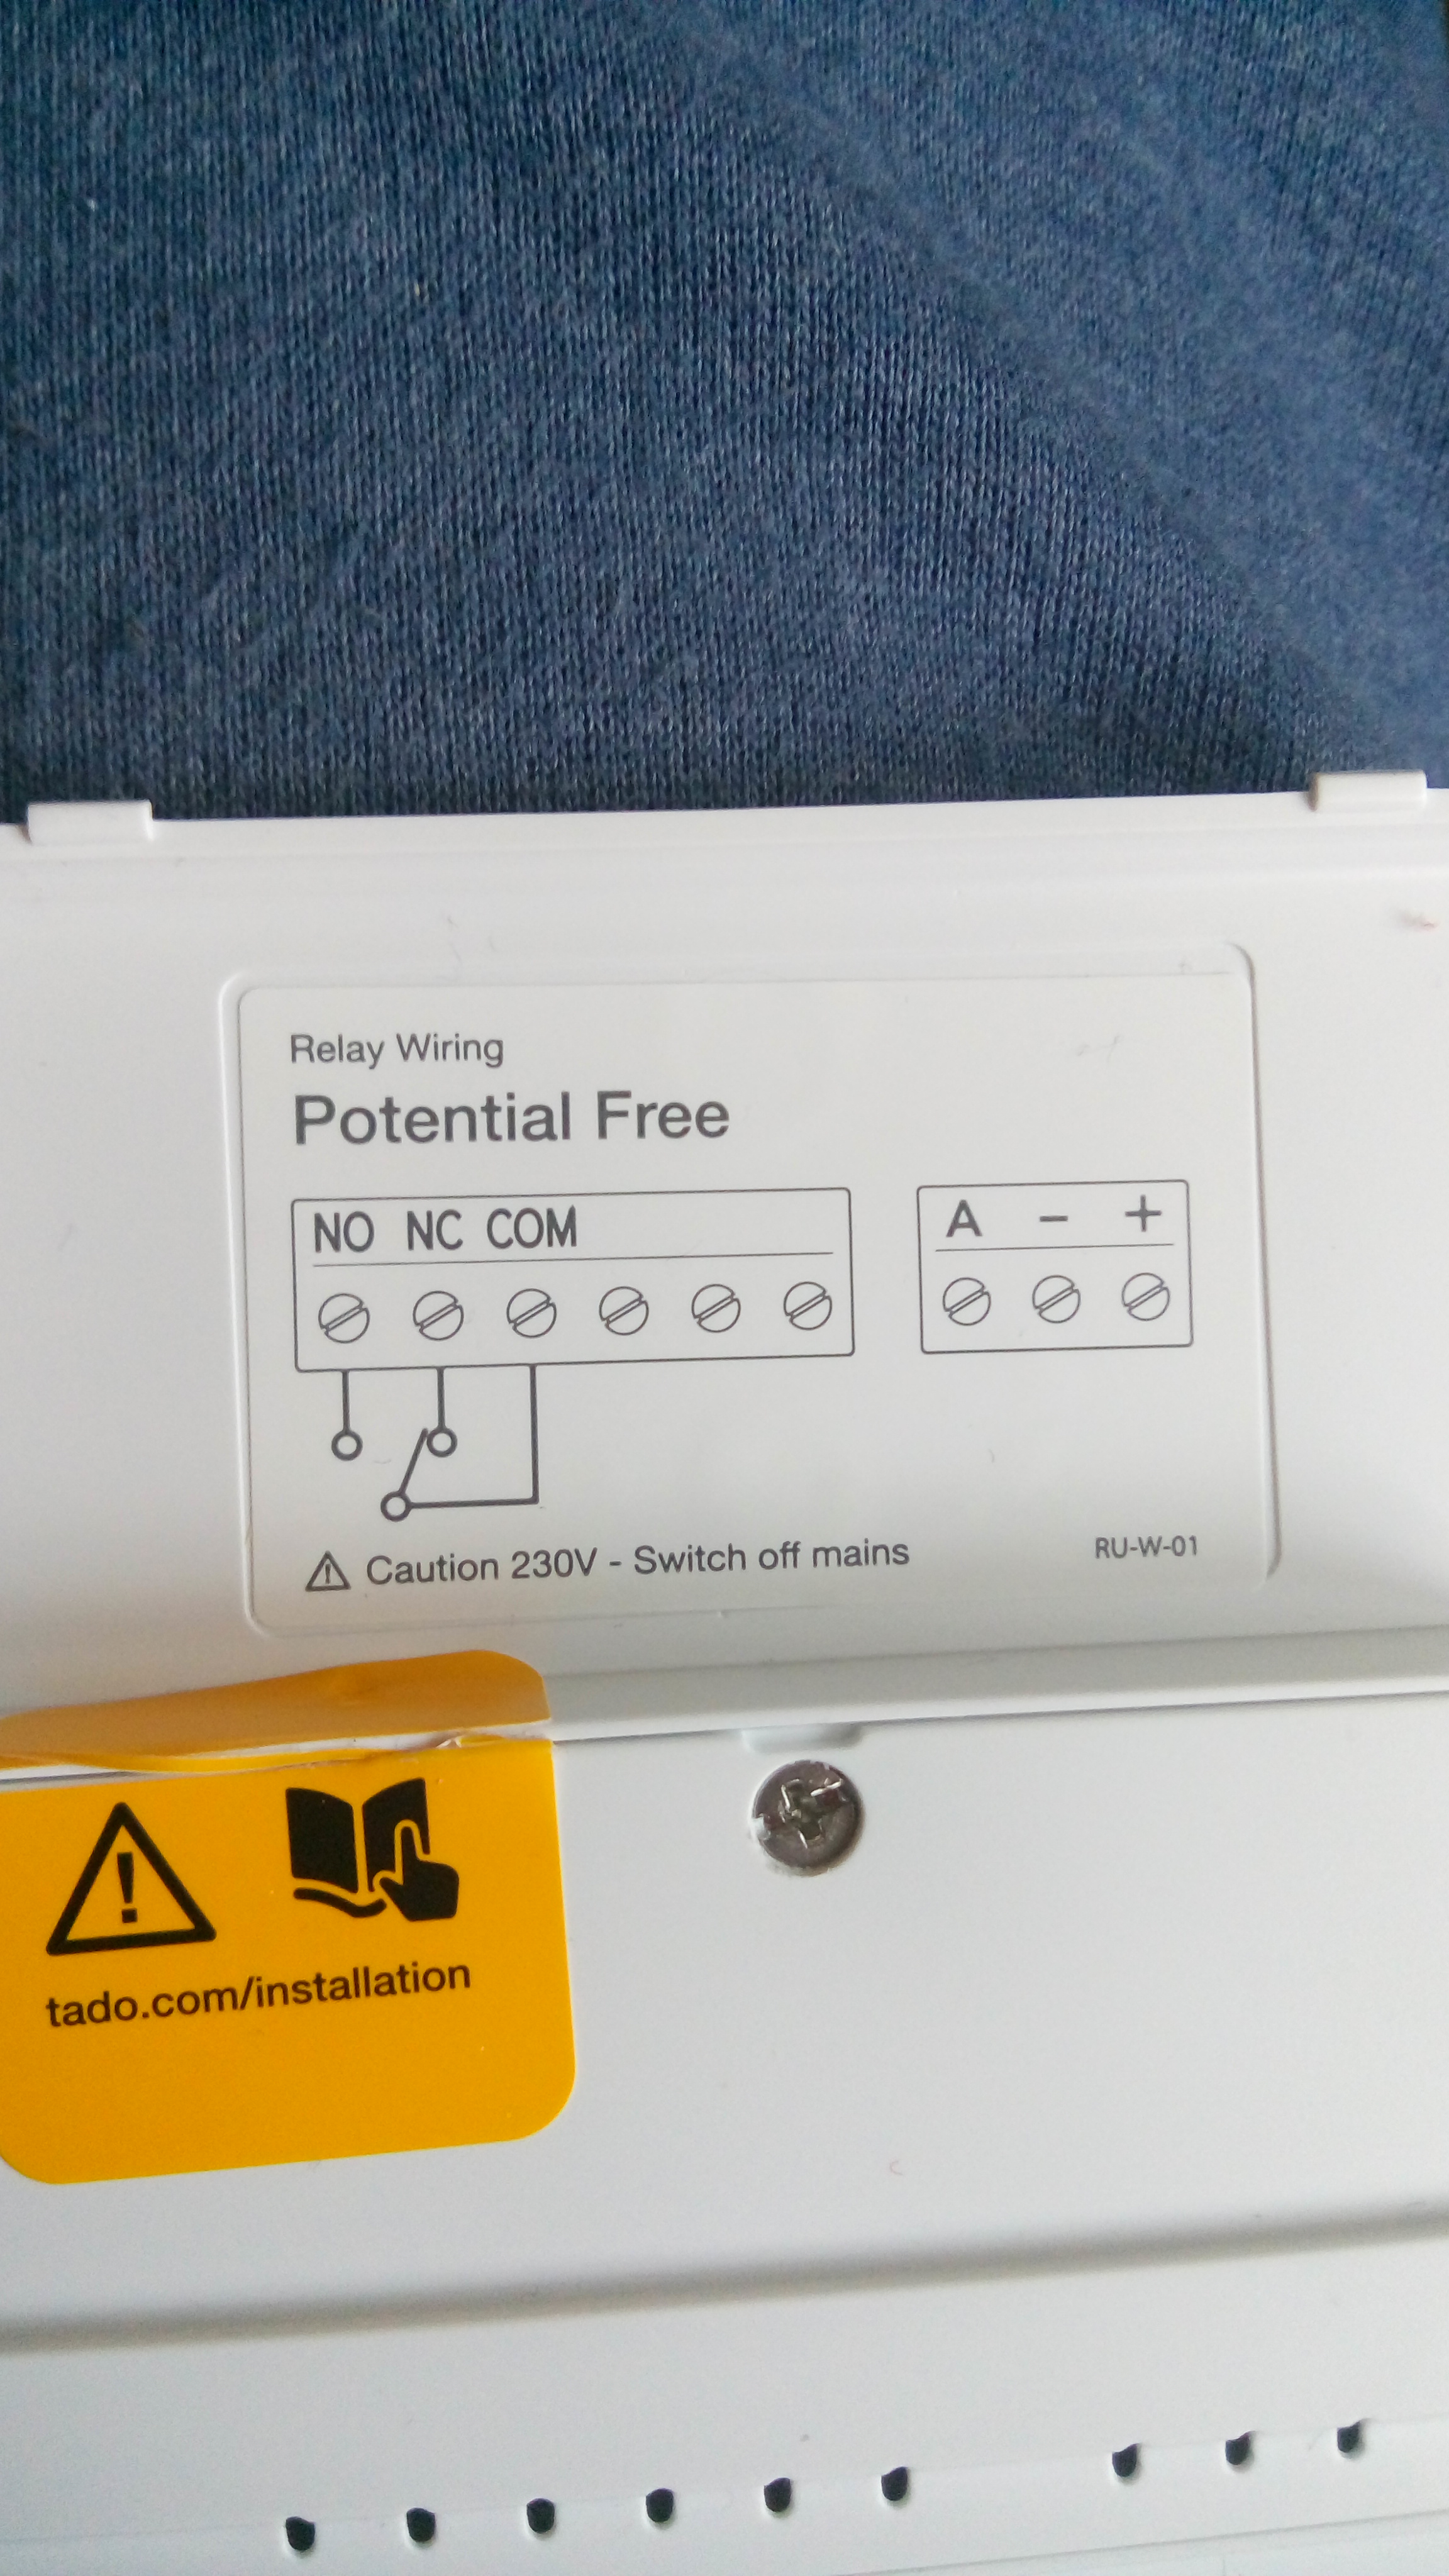 Relay Wiring
Potential Free
NO NC COM
A - +
Caution 230V - Switch off mains
RU-W-01
tado.com/installation